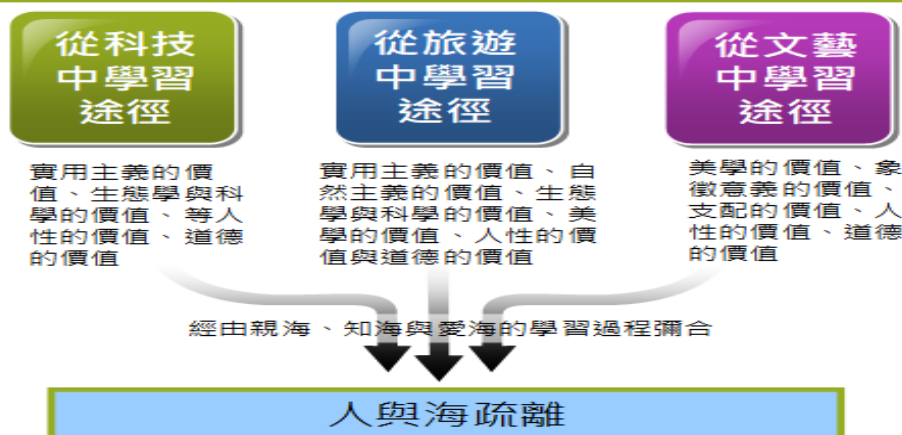 從科技
中學習
途徑
從旅遊
中學習
途徑
從文藝
中學習
途徑
實用主義的價
值、生態學與科
學的價值、等人
性的價值、道德
的價值
實用主義的價值、自
然主義的價值、生態
學與科學的價值、美
學的價值、人性的價
值與道德的價值
美學的價值、象
徵意義的價值、
支配的價值、人
性的價值、道德
的價值
經由親海、知海與愛海的學習過程彌合
人與海疏離